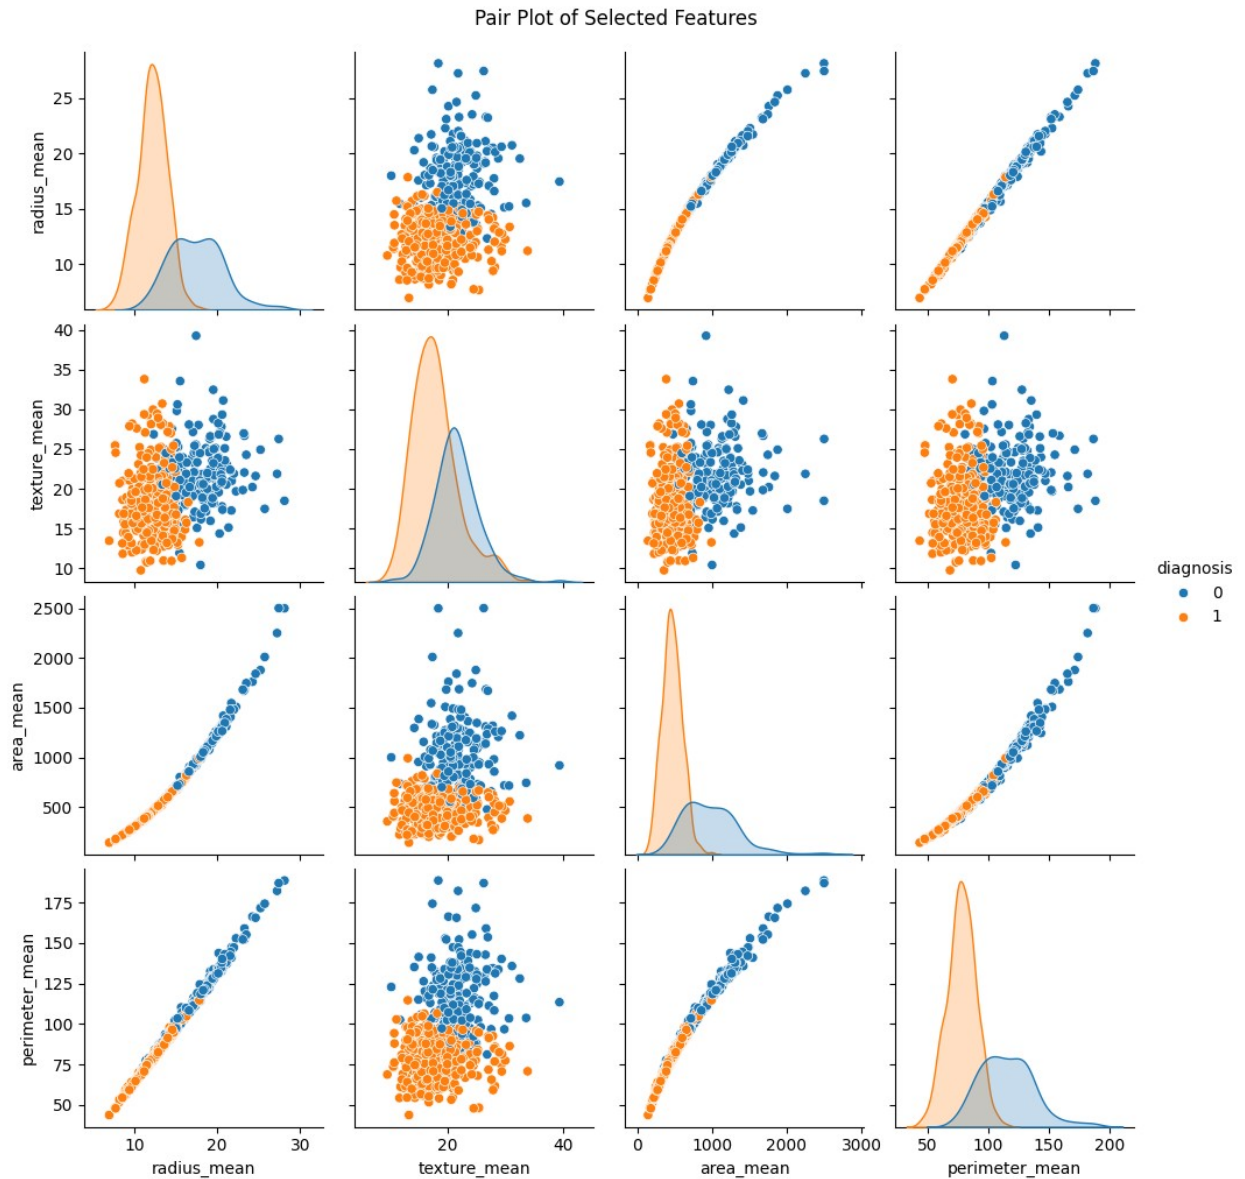 Pair Plot of Selected Features
radius_mean
25
20
15
10
texture_mean
40
35
30
25
20
15
10
area_mean
2500
2000
1500
1000
500
perimeter_mean
175
150
125
100
75
50
10 20 30
radius_mean
20 40
texture_mean
0 1000 2000 3000
area_mean
50 100 150 200
perimeter_mean
diagnosis
0
1